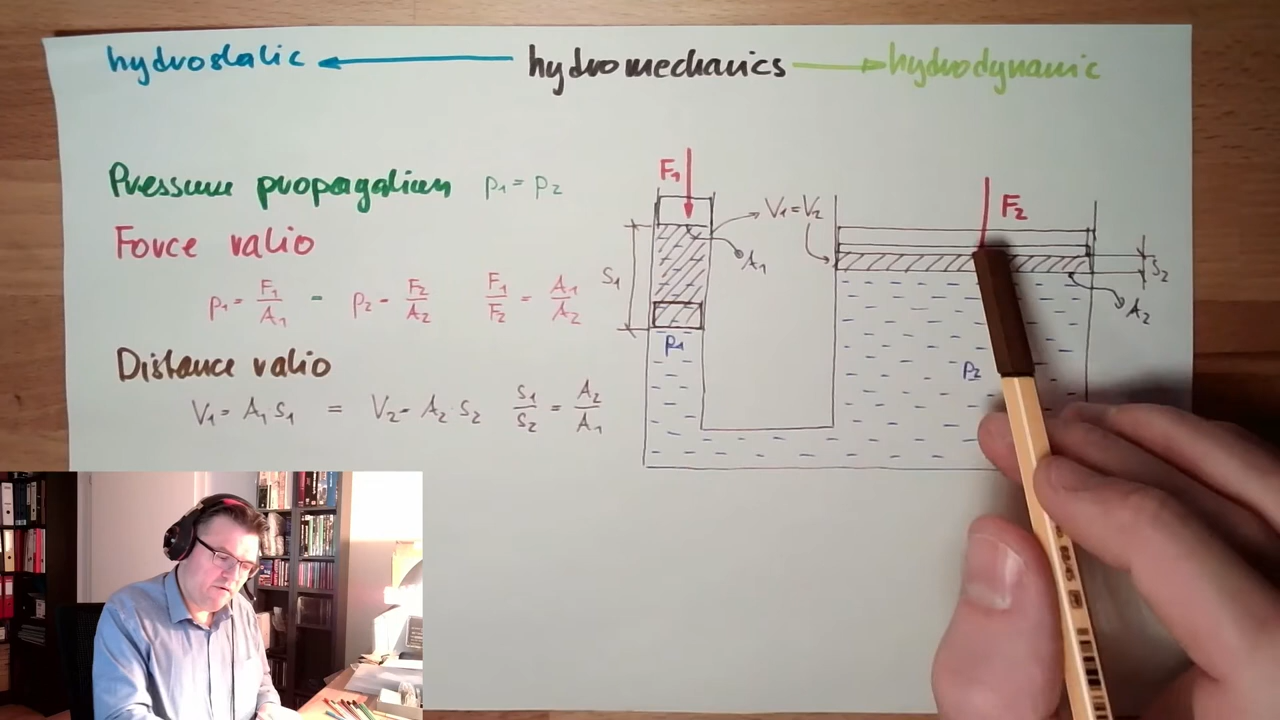 hydrostatic hydromechanics hydrodynamic
Pressure propagation p₁ = p₂
Force ratio
p₁ = F₁/A₁ = p₂ = F₂/A₂ F₁/F₂ = A₁/A₂
Distance ratio
V₁ = A₁ s₁ = V₂ = A₂ · s₂ s₁/s₂ = A₂/A₁
F₁
V₁ = V₂
F₂
A₁
s₁
s₂
A₂
p₁
p₂